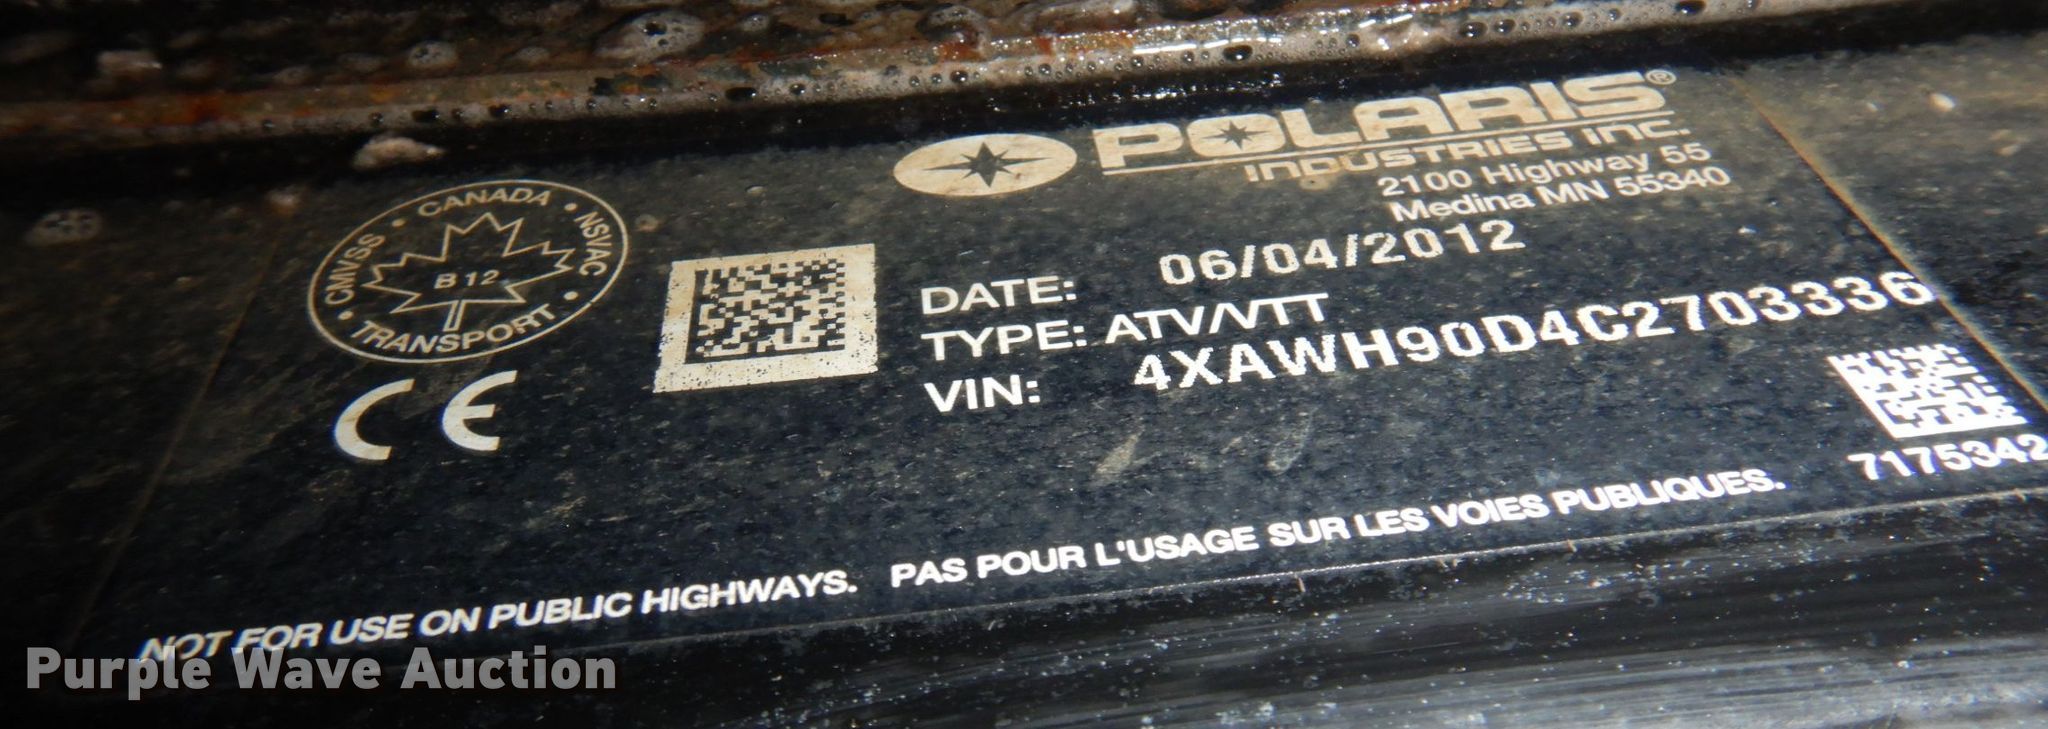 POLARIS®
INDUSTRIES INC.
2100 Highway 55
Medina MN 55340
CANADA • NSVAC • TRANSPORT • CMVSS •
B 12
CE
DATE: 06/04/2012
TYPE: ATV/VTT
VIN: 4XAWH90D4C2703336
7175342
NOT FOR USE ON PUBLIC HIGHWAYS. PAS POUR L'USAGE SUR LES VOIES PUBLIQUES.
Purple Wave Auction